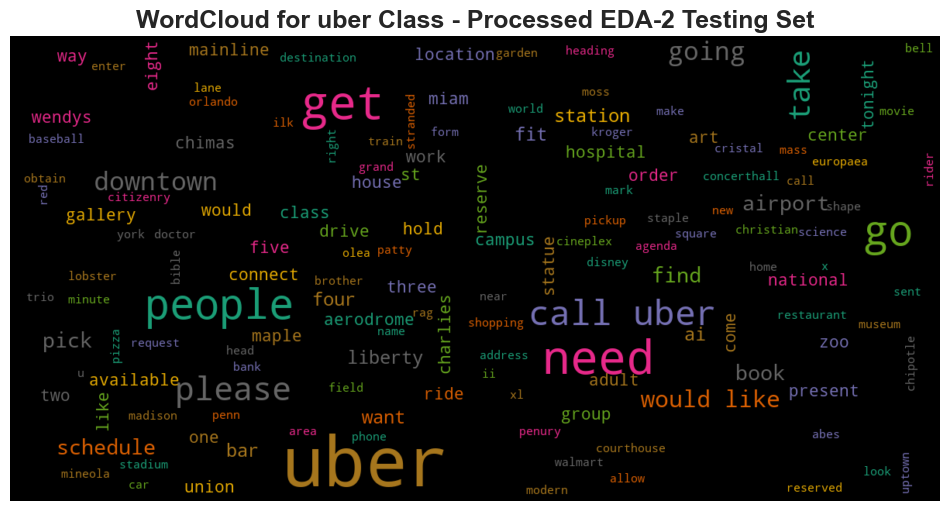 WordCloud for uber Class - Processed EDA-2 Testing Set
way
enter
eight
mainline
destination
location
garden
heading
going
take
tonight
bell
movie
wendys
baseball
lane
orlando
ilk
get
stranded
miam
form
world
moss
station
make
kroger
fit
art
center
chimas
right
train
work
hospital
cristal
mass
europaea
rider
obtain
red
downtown
citizenry
grand
house
st
reserve
order
mark
concerthall
call
gallery
would
class
drive
hold
campus
pickup
staple
new
airport
shape
go
york
doctor
five
olea
patty
cineplex
statue
agenda
square
christian
science
lobster
bible
connect
brother
three
disney
find
home
x
national
sent
trio
minute
people
four
rag
charlies
near
call uber
come
restaurant
museum
aerodrome
name
shopping
pick
pizza
request
maple
head
bank
liberty
address
need
ai
zoo
chipotle
u
available
please
field
ii
adult
book
present
two
like
ride
xl
would like
madison
penn
want
group
schedule
one
bar
area
phone
penury
courthouse
abes
stadium
mineola
car
union
uber
walmart
modern
allow
look
uptown
reserved